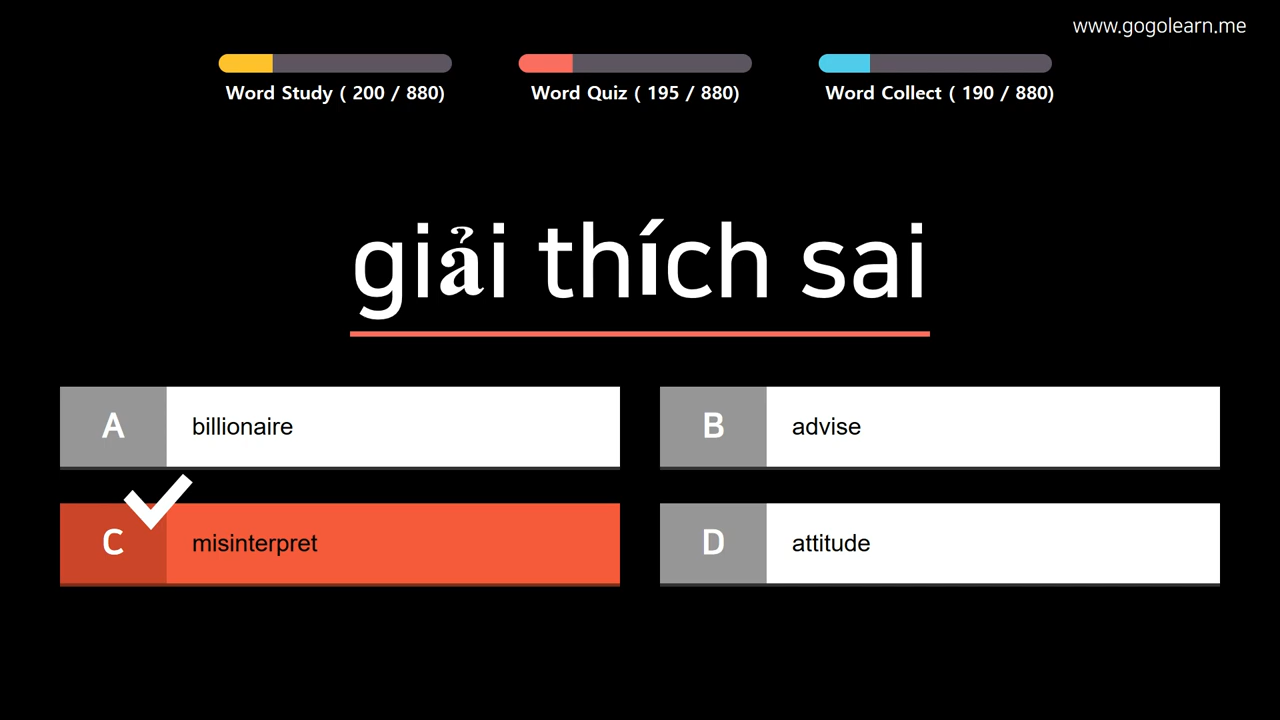 www.gogolearn.me
Word Study ( 200 / 880)
Word Quiz ( 195 / 880)
Word Collect ( 190 / 880)
giải thích sai
A billionaire
B advise
C misinterpret
D attitude